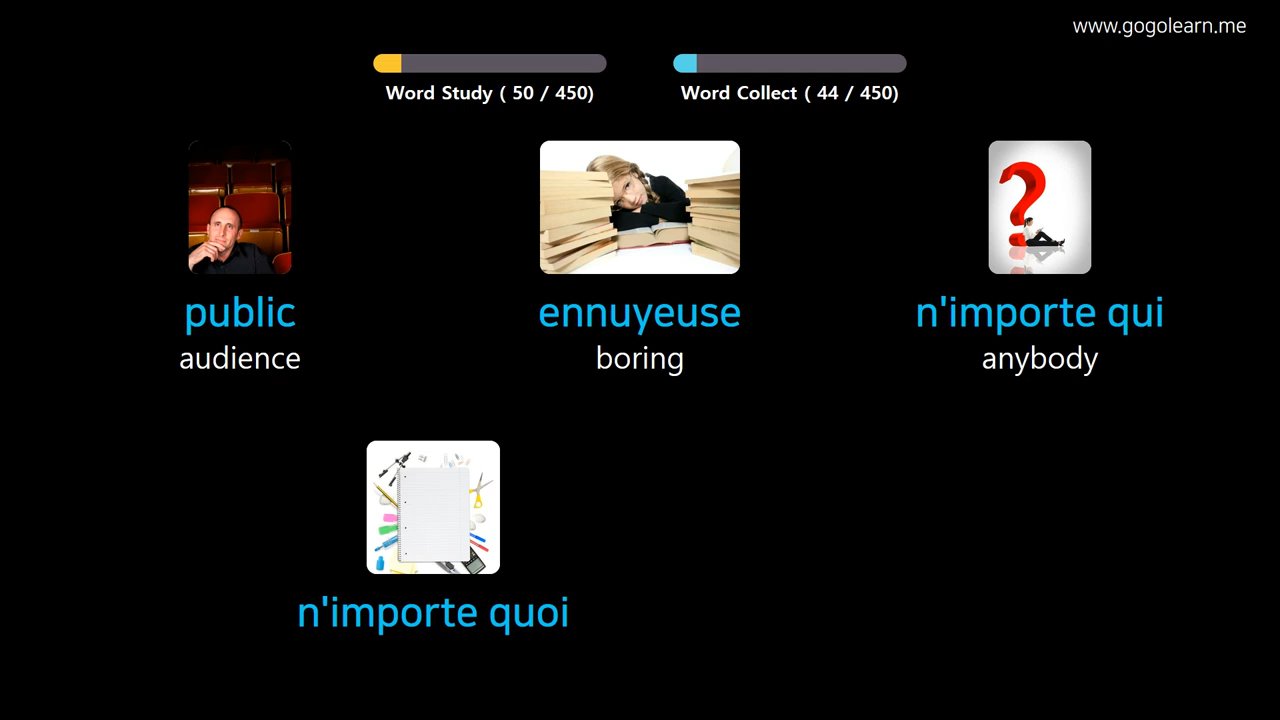 www.gogolearn.me
Word Study ( 50 / 450)
Word Collect ( 44 / 450)
public
audience
ennuyeuse
boring
n'importe qui
anybody
n'importe quoi